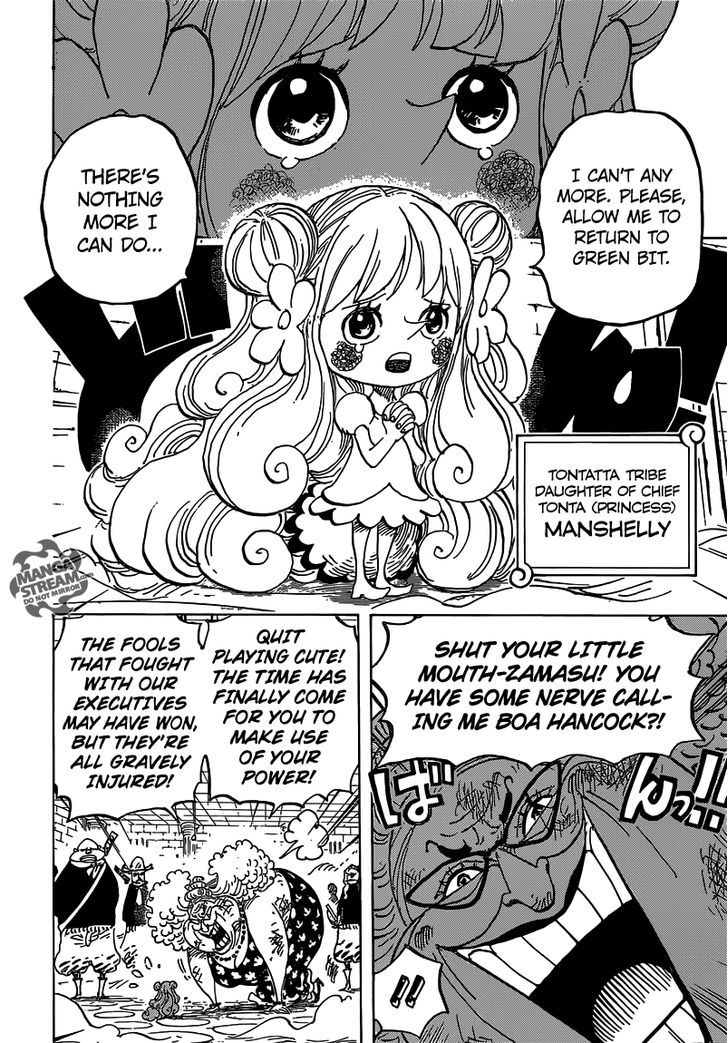 THERE'S
NOTHING
MORE I
CAN DO...
I CAN'T ANY
MORE. PLEASE,
ALLOW ME TO
RETURN TO
GREEN BIT.
TONTATTA TRIBE
DAUGHTER OF CHIEF
TONTA (PRINCESS)
MANSHELLY
MANGA
STREAM.com
DO NOT MIRROR!
SHUT YOUR LITTLE
MOUTH-ZAMASU! YOU
HAVE SOME NERVE CALL-
ING ME BOA HANCOCK?!
ばんっ!!
!!
QUIT
PLAYING CUTE!
THE TIME HAS
FINALLY COME
FOR YOU TO
MAKE USE
OF YOUR
POWER!
THE FOOLS
THAT FOUGHT
WITH OUR
EXECUTIVES
MAY HAVE WON,
BUT THEY'RE
ALL GRAVELY
INJURED!